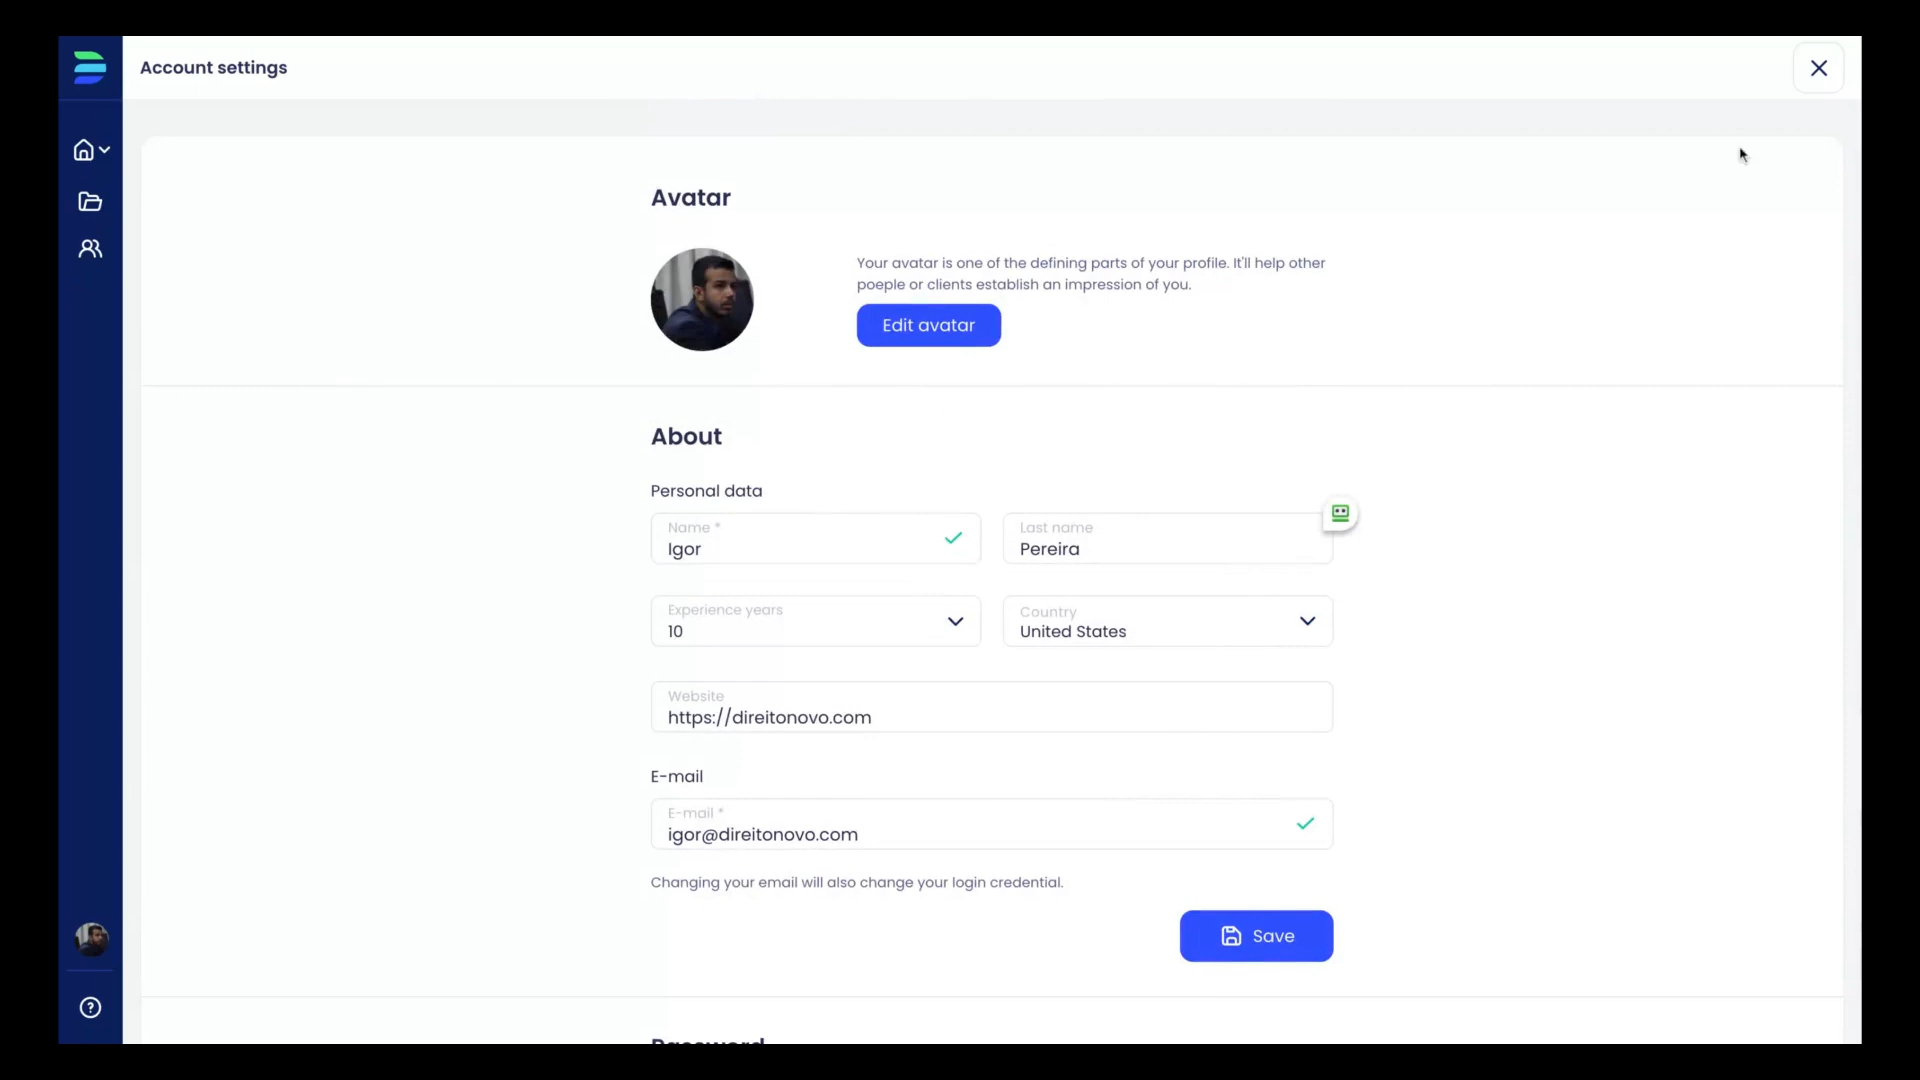 Account settings
Avatar
Your avatar is one of the defining parts of your profile. It'll help other
poeple or clients establish an impression of you.
Edit avatar
About
Personal data
Name *
Igor
Last name
Pereira
Experience years
10
Country
United States
Website
https://direitonovo.com
E-mail
E-mail *
igor@direitonovo.com
Changing your email will also change your login credential.
Save
Password